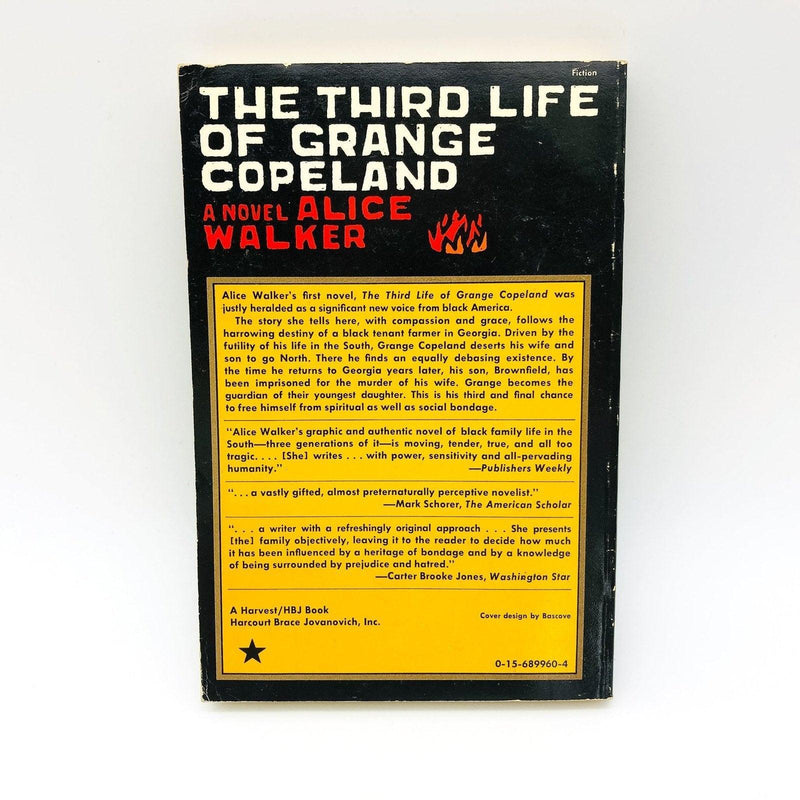 Fiction
THE THIRD LIFE
OF GRANGE
COPELAND
A NOVEL ALICE
WALKER
Alice Walker's first novel, The Third Life of Grange Copeland was
justly heralded as a significant new voice from black America.
The story she tells here, with compassion and grace, follows the
harrowing destiny of a black tenant farmer in Georgia. Driven by the
futility of his life in the South, Grange Copeland deserts his wife and
son to go North. There he finds an equally debasing existence. By
the time he returns to Georgia years later, his son, Brownfield, has
been imprisoned for the murder of his wife. Grange becomes the
guardian of their youngest daughter. This is his third and final chance
to free himself from spiritual as well as social bondage.
"Alice Walker's graphic and authentic novel of black family life in the
South—three generations of it—is moving, tender, true, and all too
tragic. . . . [She] writes . . . with power, sensitivity and all-pervading
humanity." —Publishers Weekly
". . . a vastly gifted, almost preternaturally perceptive novelist."
—Mark Schorer, The American Scholar
". . . a writer with a refreshingly original approach . . . She presents
[the] family objectively, leaving it to the reader to decide how much
it has been influenced by a heritage of bondage and by a knowledge
of being surrounded by prejudice and hatred."
—Carter Brooke Jones, Washington Star
A Harvest/HBJ Book
Harcourt Brace Jovanovich, Inc.
Cover design by Bascove
0-15-689960-4